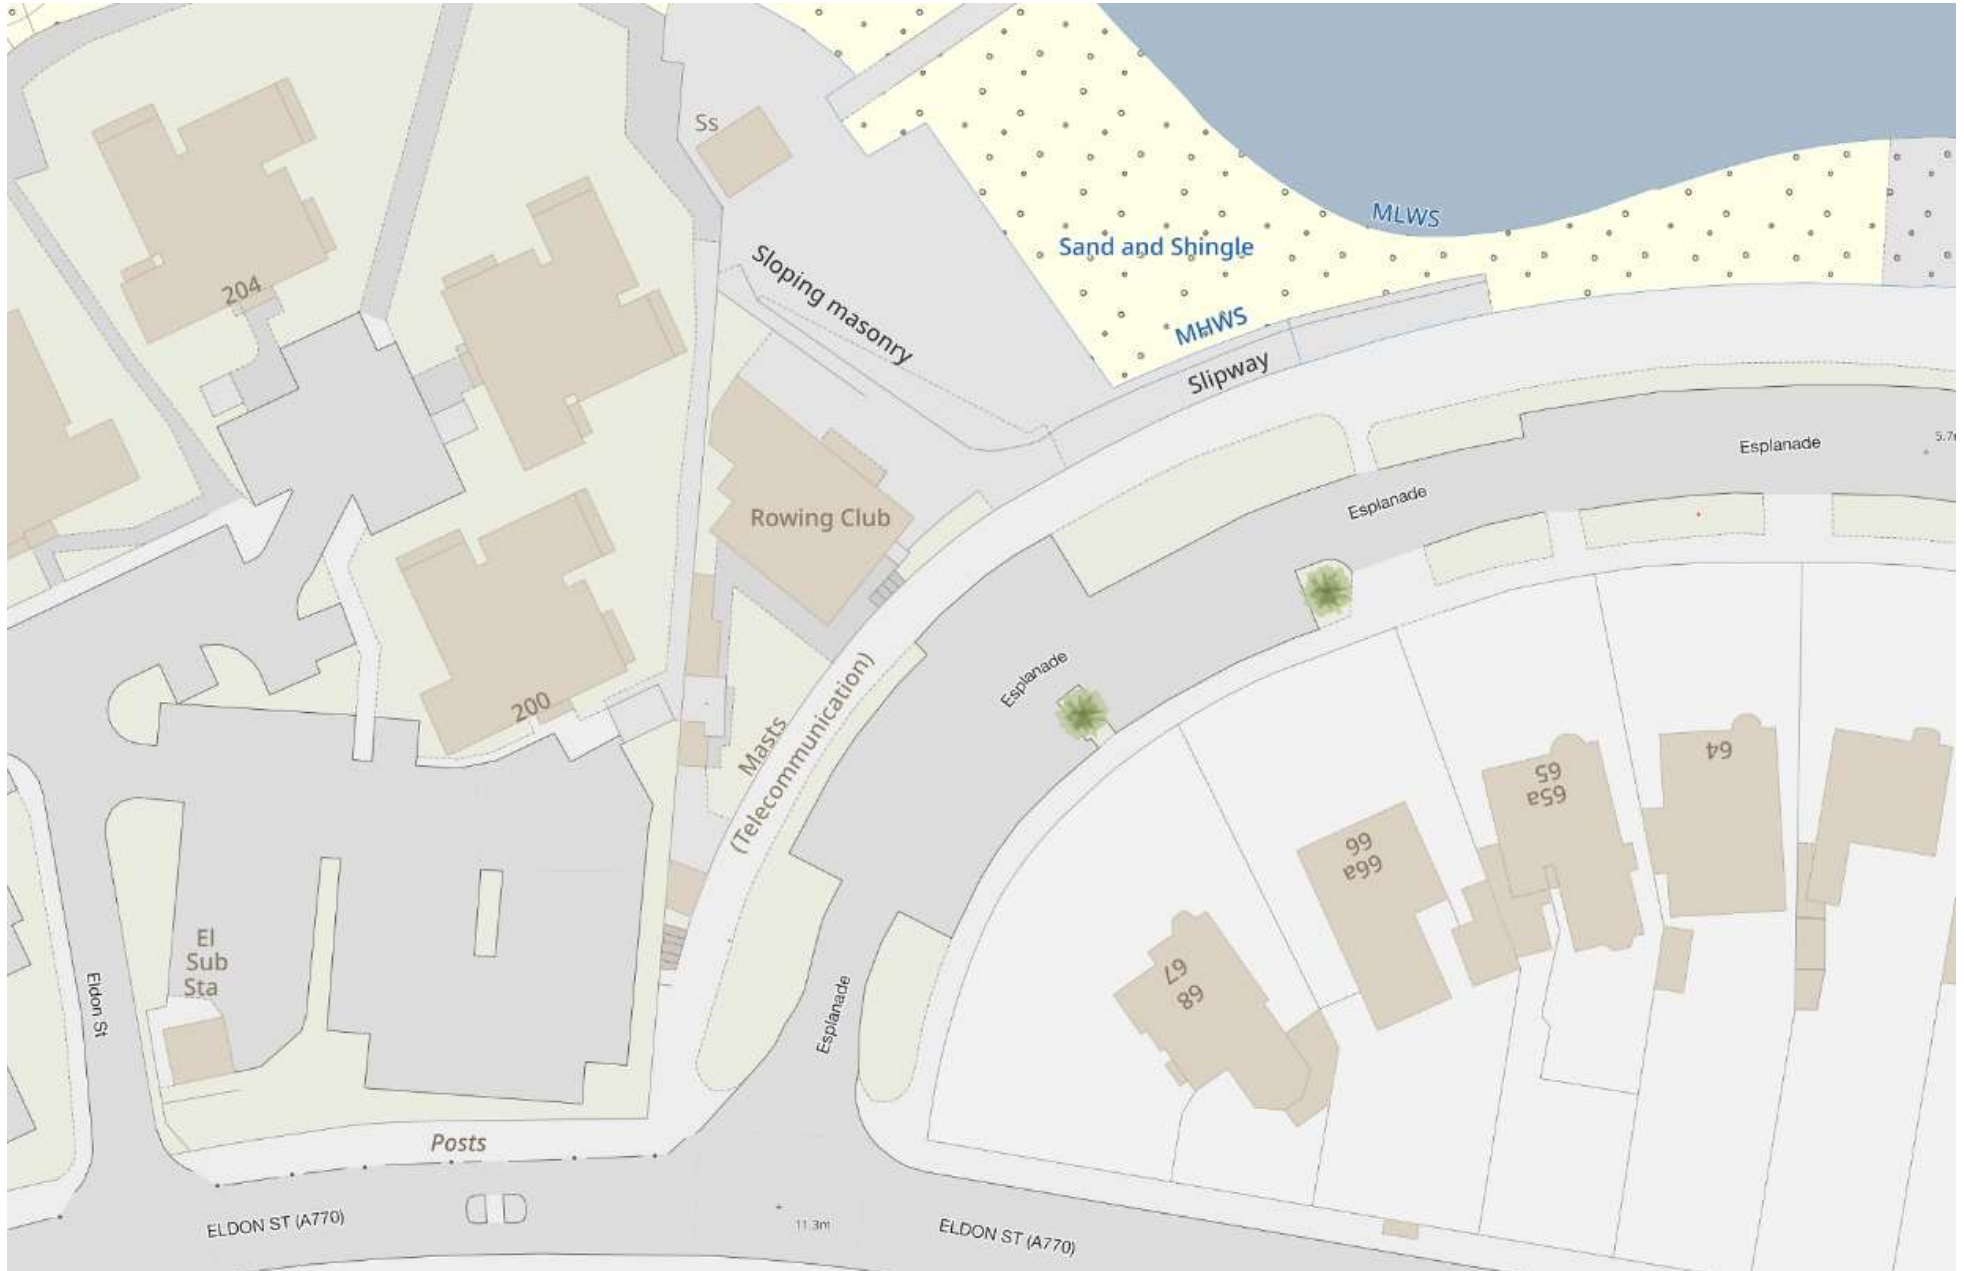 Ss
MLWS
Sand and Shingle
Sloping masonry
204
MHWS
Slipway
Esplanade
Esplanade
Rowing Club
Esplanade
200
Masts
(Telecommunication)
64
65
65a
66
66a
67
68
El
Sub
Sta
Eldon St
Esplanade
Posts
ELDON ST (A770)
11.3m
ELDON ST (A770)